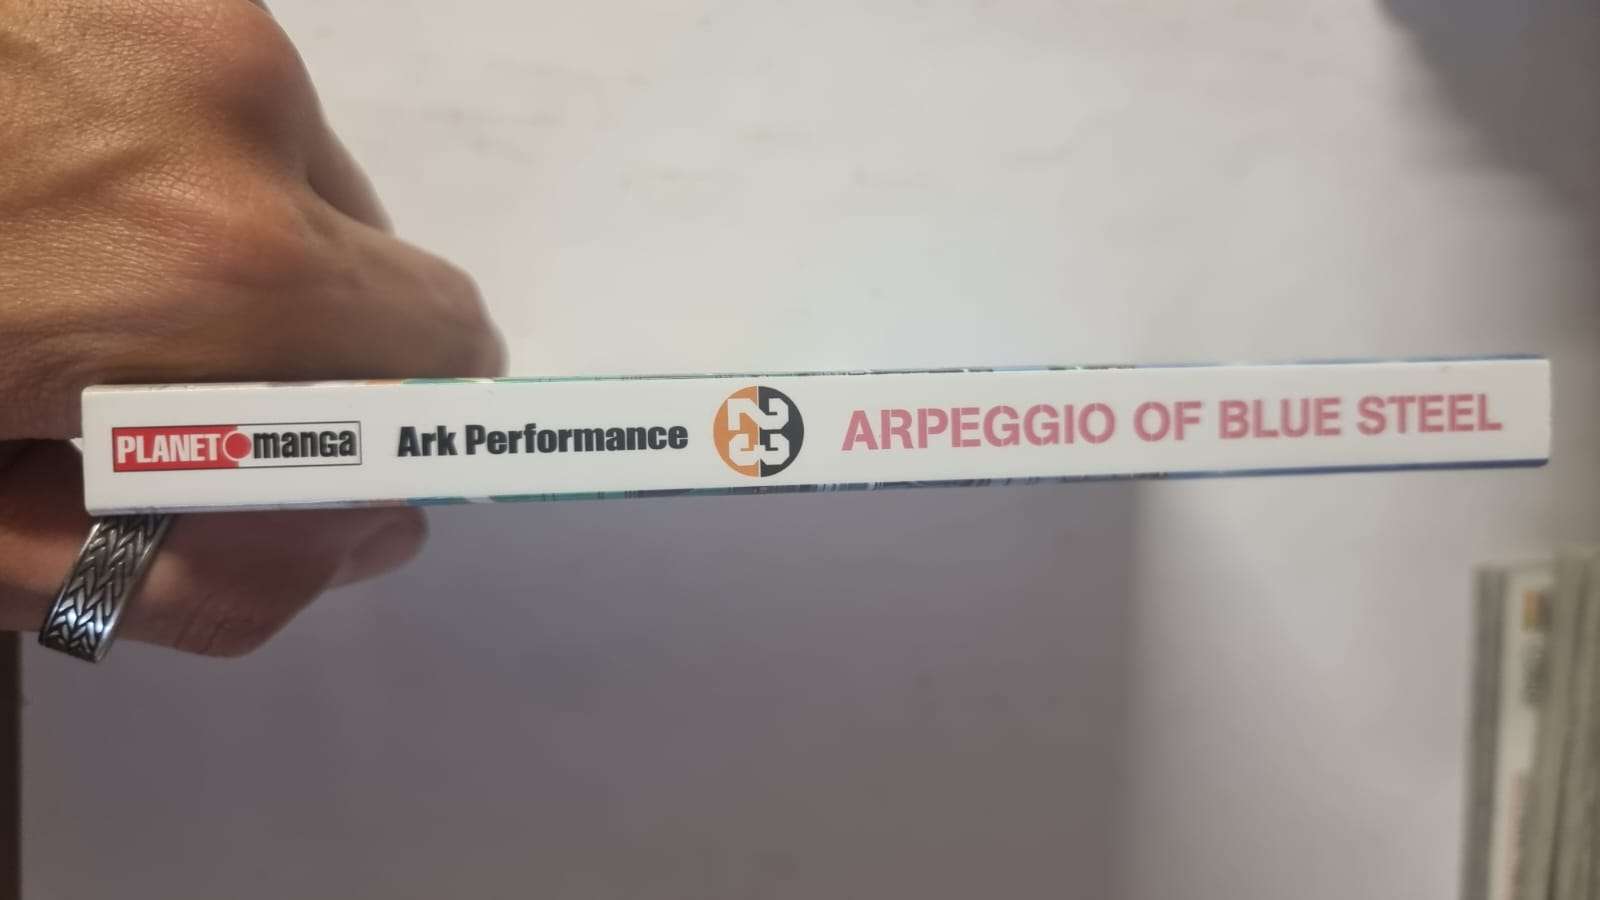 PLANET manga Ark Performance 23 ARPEGGIO OF BLUE STEEL